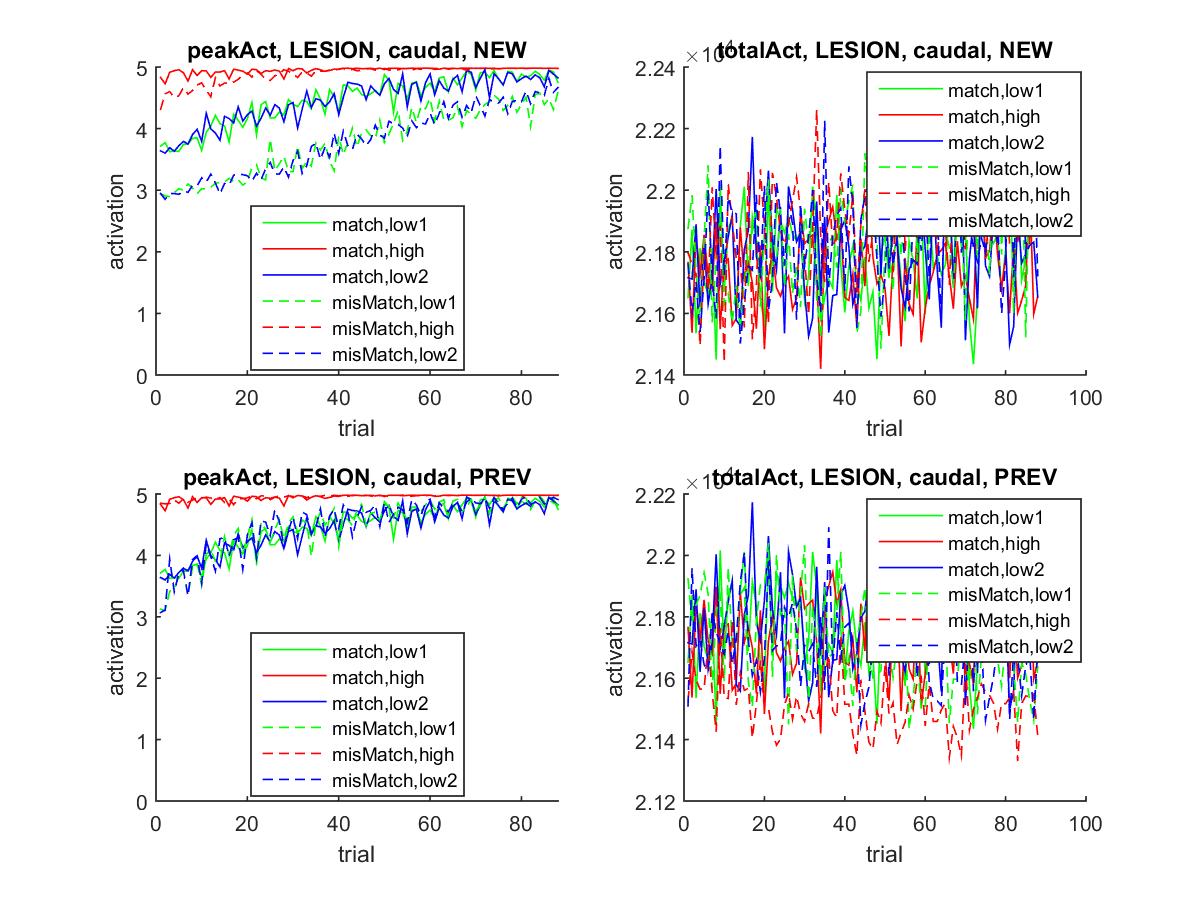 peakAct, LESION, caudal, NEW
activation
5
4
3
2
1
0
0 20 40 60 80
trial
match,low1
match,high
match,low2
misMatch,low1
misMatch,high
misMatch,low2
totalAct, LESION, caudal, NEW
×10⁴
activation
2.24
2.22
2.2
2.18
2.16
2.14
0 20 40 60 80 100
trial
match,low1
match,high
match,low2
misMatch,low1
misMatch,high
misMatch,low2
peakAct, LESION, caudal, PREV
activation
5
4
3
2
1
0
0 20 40 60 80
trial
match,low1
match,high
match,low2
misMatch,low1
misMatch,high
misMatch,low2
totalAct, LESION, caudal, PREV
×10⁴
activation
2.22
2.2
2.18
2.16
2.14
2.12
0 20 40 60 80 100
trial
match,low1
match,high
match,low2
misMatch,low1
misMatch,high
misMatch,low2